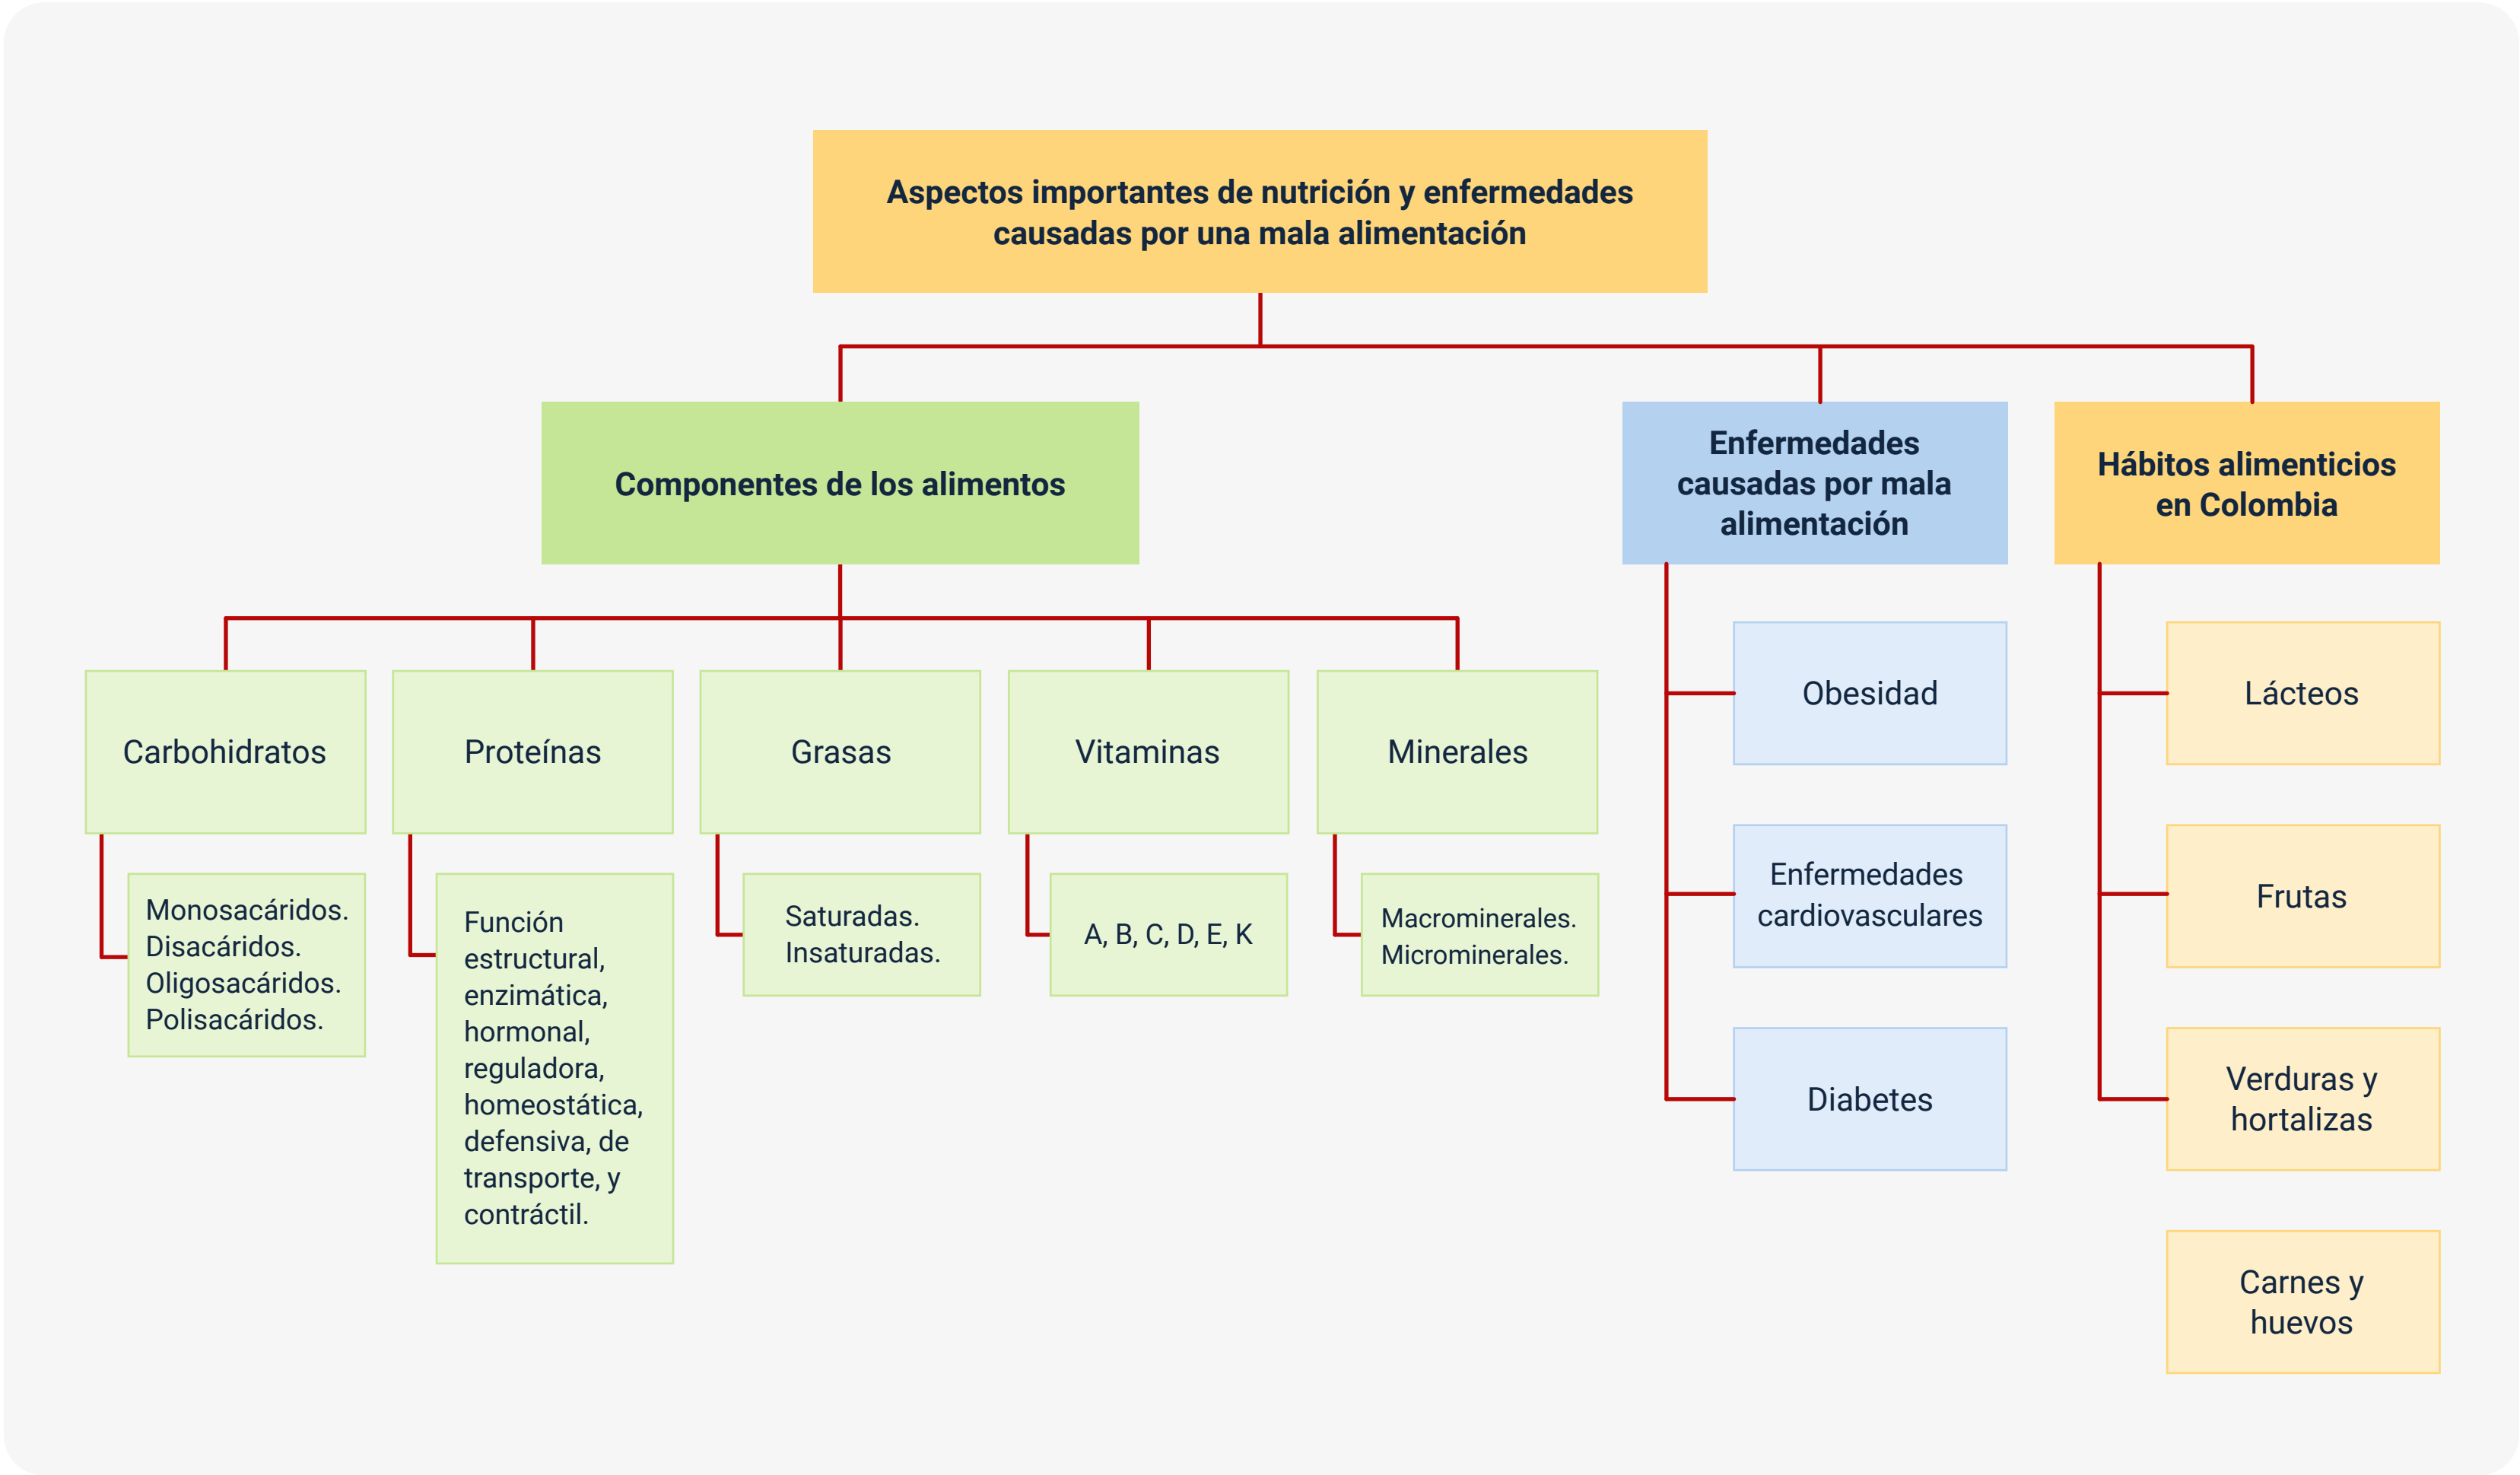 Aspectos importantes de nutrición y enfermedades
causadas por una mala alimentación
Componentes de los alimentos
Enfermedades
causadas por mala
alimentación
Hábitos alimenticios
en Colombia
Carbohidratos
Proteínas
Grasas
Vitaminas
Minerales
Monosacáridos.
Disacáridos.
Oligosacáridos.
Polisacáridos.
Función
estructural,
enzimática,
hormonal,
reguladora,
homeostática,
defensiva, de
transporte, y
contráctil.
Saturadas.
Insaturadas.
A, B, C, D, E, K
Macrominerales.
Microminerales.
Obesidad
Enfermedades
cardiovasculares
Diabetes
Lácteos
Frutas
Verduras y
hortalizas
Carnes y
huevos